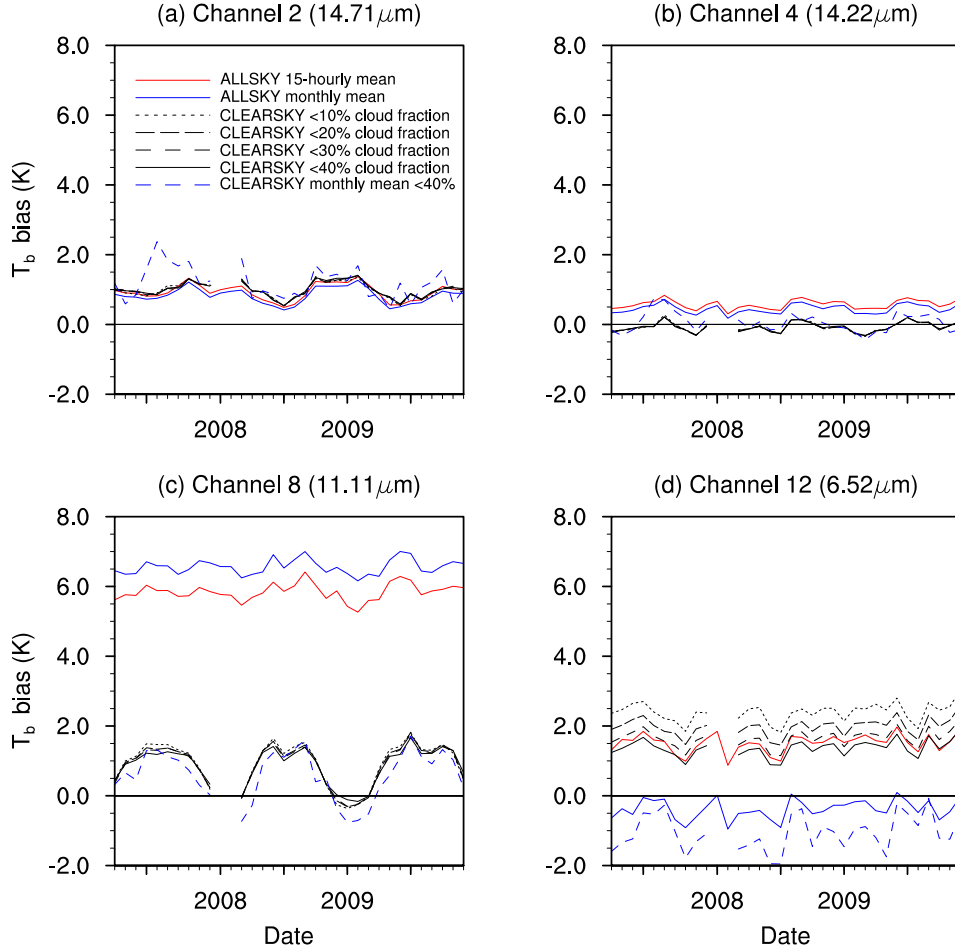 (a) Channel 2 (14.71μm)
8.0
6.0
4.0
2.0
0.0
-2.0
T_b bias (K)
ALLSKY 15-hourly mean
ALLSKY monthly mean
CLEARSKY <10% cloud fraction
CLEARSKY <20% cloud fraction
CLEARSKY <30% cloud fraction
CLEARSKY <40% cloud fraction
CLEARSKY monthly mean <40%
2008 2009
(b) Channel 4 (14.22μm)
8.0
6.0
4.0
2.0
0.0
-2.0
2008 2009
(c) Channel 8 (11.11μm)
8.0
6.0
4.0
2.0
0.0
-2.0
T_b bias (K)
2008 2009
Date
(d) Channel 12 (6.52μm)
8.0
6.0
4.0
2.0
0.0
-2.0
2008 2009
Date